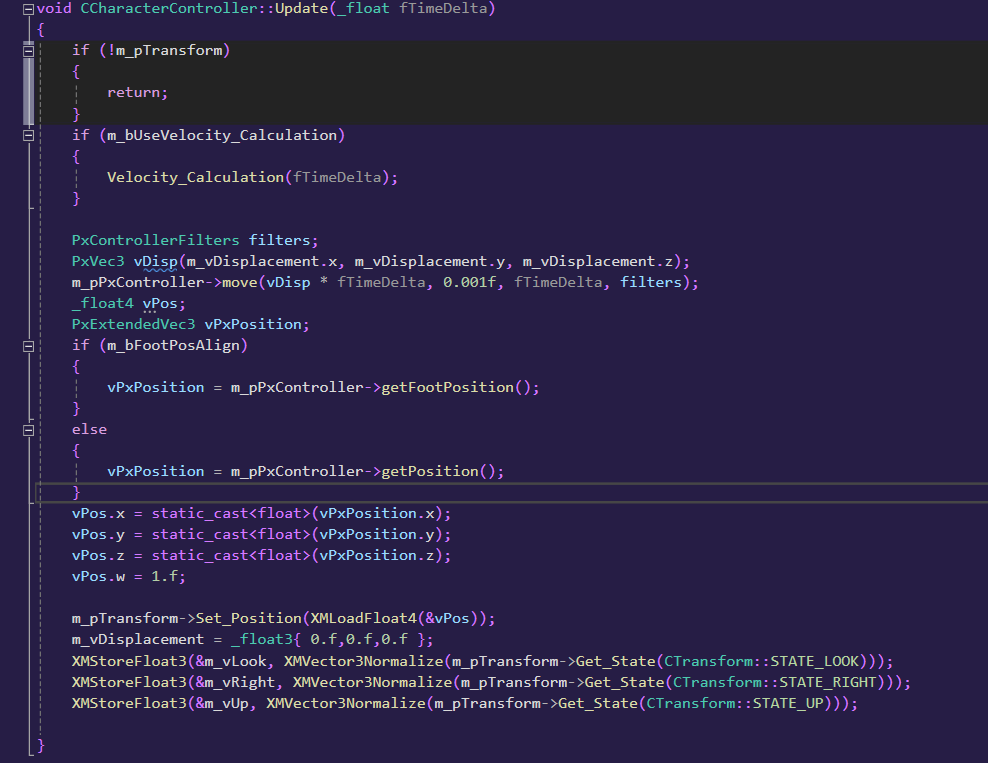 void CCharacterController::Update(_float fTimeDelta)
{
if (!m_pTransform)
{
return;
}
if (m_bUseVelocity_Calculation)
{
Velocity_Calculation(fTimeDelta);
}
PxControllerFilters filters;
PxVec3 vDisp(m_vDisplacement.x, m_vDisplacement.y, m_vDisplacement.z);
m_pPxController->move(vDisp * fTimeDelta, 0.001f, fTimeDelta, filters);
_float4 vPos;
PxExtendedVec3 vPxPosition;
if (m_bFootPosAlign)
{
vPxPosition = m_pPxController->getFootPosition();
}
else
{
vPxPosition = m_pPxController->getPosition();
}
vPos.x = static_cast<float>(vPxPosition.x);
vPos.y = static_cast<float>(vPxPosition.y);
vPos.z = static_cast<float>(vPxPosition.z);
vPos.w = 1.f;
m_pTransform->Set_Position(XMLoadFloat4(&vPos));
m_vDisplacement = _float3{ 0.f,0.f,0.f };
XMStoreFloat3(&m_vLook, XMVector3Normalize(m_pTransform->Get_State(CTransform::STATE_LOOK)));
XMStoreFloat3(&m_vRight, XMVector3Normalize(m_pTransform->Get_State(CTransform::STATE_RIGHT)));
XMStoreFloat3(&m_vUp, XMVector3Normalize(m_pTransform->Get_State(CTransform::STATE_UP)));
}